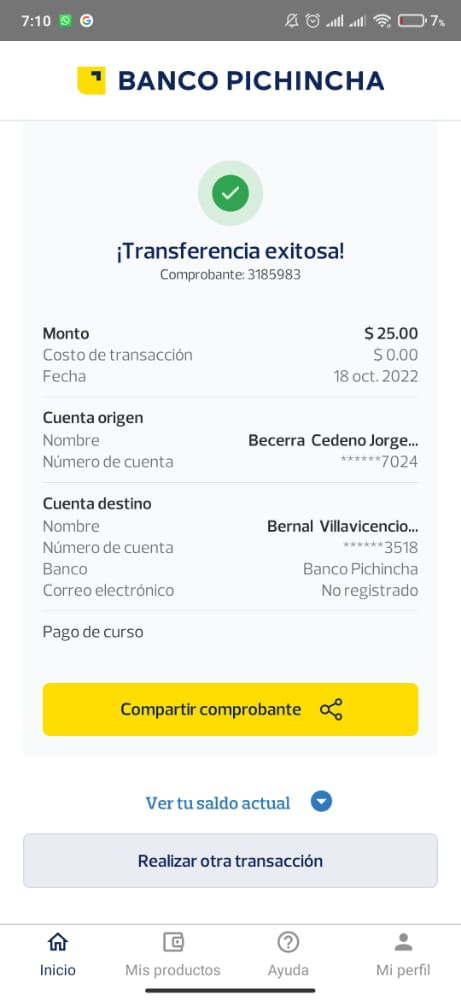 7:10 7%
BANCO PICHINCHA
¡Transferencia exitosa!
Comprobante: 3185983
Monto $ 25.00
Costo de transacción $ 0.00
Fecha 18 oct. 2022
Cuenta origen
Nombre Becerra Cedeno Jorge...
Número de cuenta ******7024
Cuenta destino
Nombre Bernal Villavicencio...
Número de cuenta ******3518
Banco Banco Pichincha
Correo electrónico No registrado
Pago de curso
Compartir comprobante
Ver tu saldo actual
Realizar otra transacción
Inicio Mis productos Ayuda Mi perfil